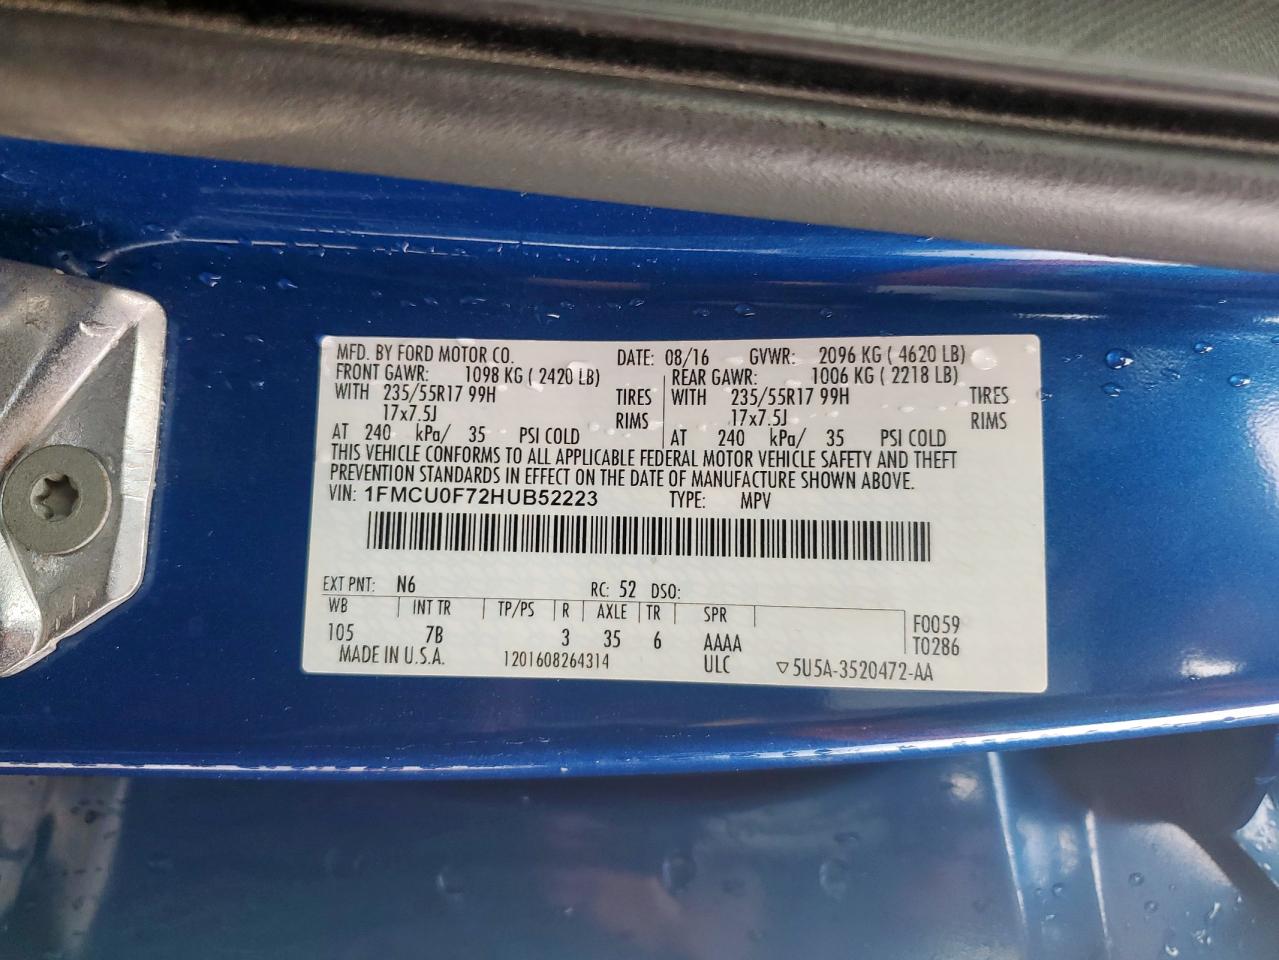 MFD. BY FORD MOTOR CO. DATE: 08/16 GVWR: 2096 KG ( 4620 LB)
FRONT GAWR: 1098 KG ( 2420 LB) REAR GAWR: 1006 KG ( 2218 LB)
WITH 235/55R17 99H TIRES WITH 235/55R17 99H TIRES
17x7.5J RIMS 17x7.5J RIMS
AT 240 kPa/ 35 PSI COLD AT 240 kPa/ 35 PSI COLD
THIS VEHICLE CONFORMS TO ALL APPLICABLE FEDERAL MOTOR VEHICLE SAFETY AND THEFT
PREVENTION STANDARDS IN EFFECT ON THE DATE OF MANUFACTURE SHOWN ABOVE.
VIN: 1FMCU0F72HUB52223 TYPE: MPV
EXT PNT: N6 RC: 52 DSO:
WB INT TR TP/PS R AXLE TR SPR F0059
105 7B 3 35 6 AAAA T0286
MADE IN U.S.A. 1201608264314 ULC ▽5U5A-3520472-AA